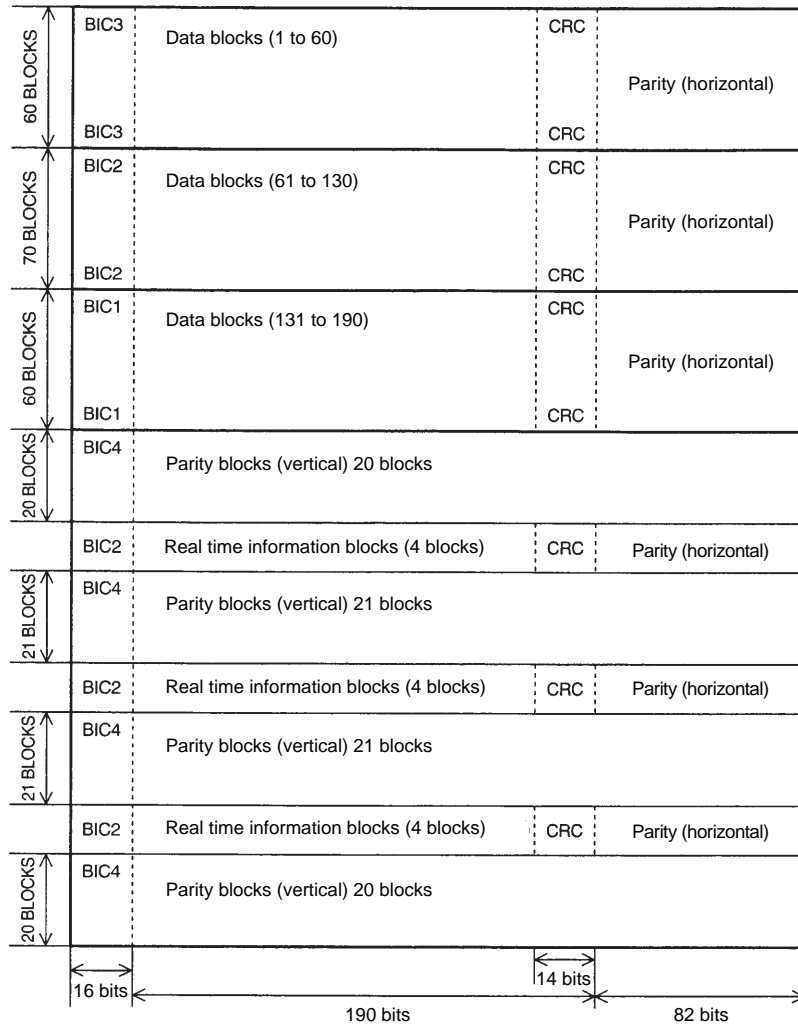 60 BLOCKS
BIC3
Data blocks (1 to 60)
CRC
Parity (horizontal)
BIC3
CRC
70 BLOCKS
BIC2
Data blocks (61 to 130)
CRC
Parity (horizontal)
BIC2
CRC
60 BLOCKS
BIC1
Data blocks (131 to 190)
CRC
Parity (horizontal)
BIC1
CRC
20 BLOCKS
BIC4
Parity blocks (vertical) 20 blocks
BIC2
Real time information blocks (4 blocks)
CRC
Parity (horizontal)
21 BLOCKS
BIC4
Parity blocks (vertical) 21 blocks
BIC2
Real time information blocks (4 blocks)
CRC
Parity (horizontal)
21 BLOCKS
BIC4
Parity blocks (vertical) 21 blocks
BIC2
Real time information blocks (4 blocks)
CRC
Parity (horizontal)
20 BLOCKS
BIC4
Parity blocks (vertical) 20 blocks
16 bits
14 bits
190 bits
82 bits